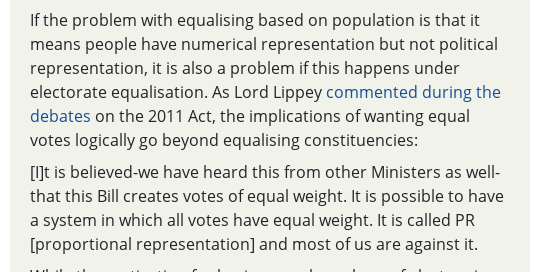 If the problem with equalising based on population is that it
means people have numerical representation but not political
representation, it is also a problem if this happens under
electorate equalisation. As Lord Lippey commented during the
debates on the 2011 Act, the implications of wanting equal
votes logically go beyond equalising constituencies:
[I]t is believed-we have heard this from other Ministers as well-
that this Bill creates votes of equal weight. It is possible to have
a system in which all votes have equal weight. It is called PR
[proportional representation] and most of us are against it.